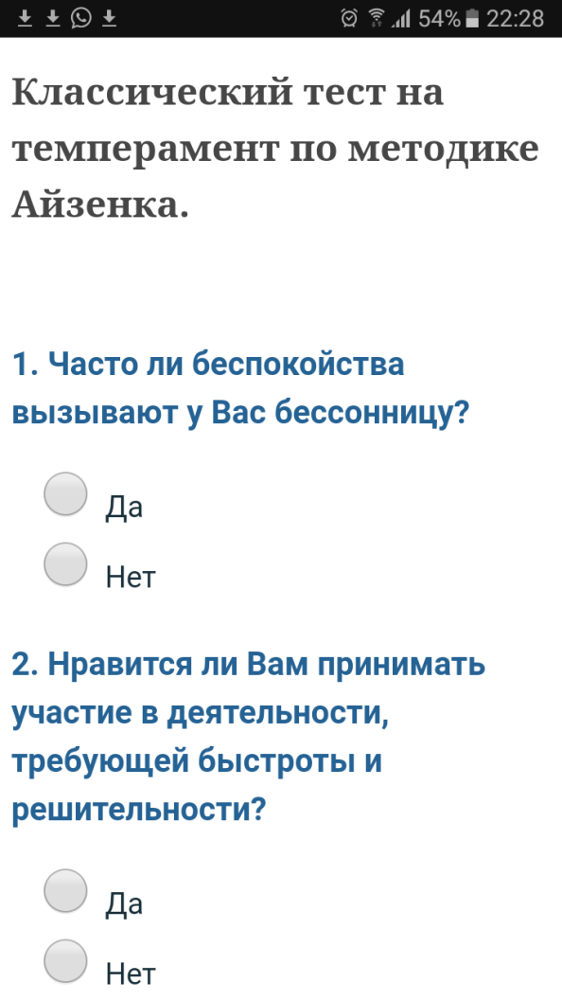 54% 22:28
Классический тест на
темперамент по методике
Айзенка.
1. Часто ли беспокойства
вызывают у Вас бессонницу?
Да
Нет
2. Нравится ли Вам принимать
участие в деятельности,
требующей быстроты и
решительности?
Да
Нет